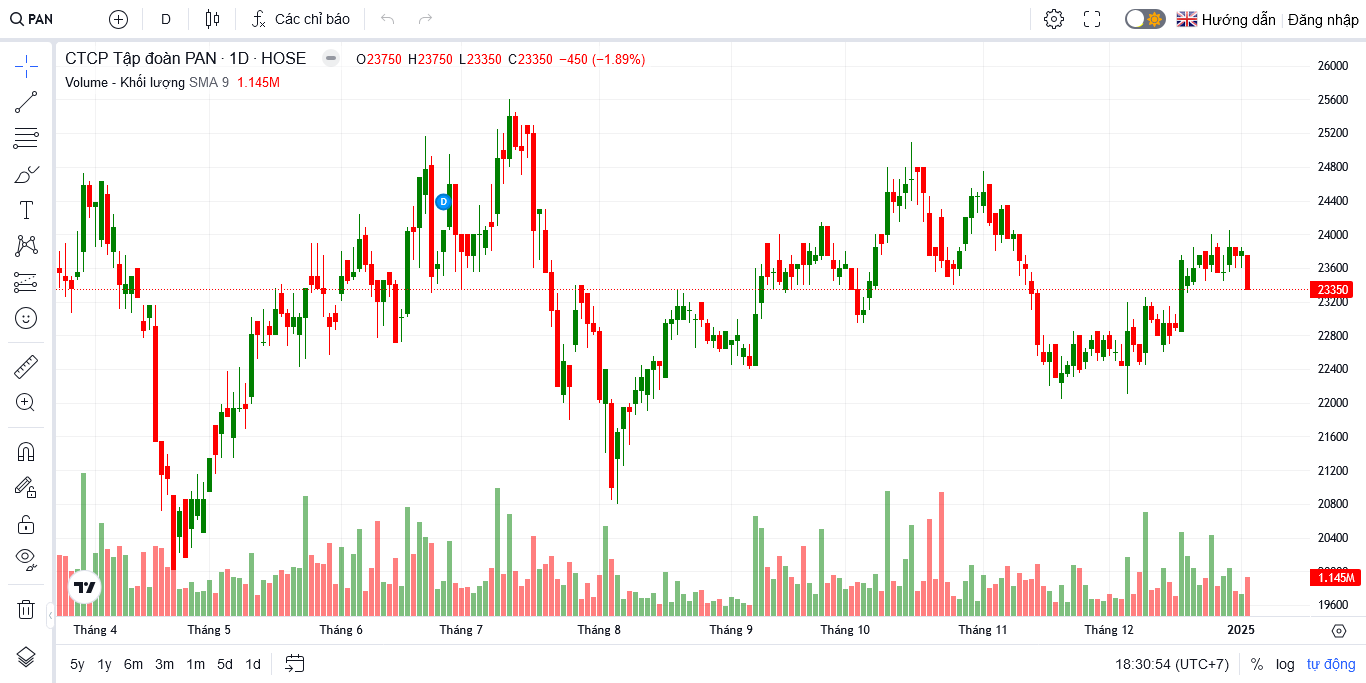 PAN D Các chỉ báo Hướng dẫn Đăng nhập
CTCP Tập đoàn PAN · 1D · HOSE O23750 H23750 L23350 C23350 −450 (−1.89%)
Volume - Khối lượng SMA 9 1.145M
26000
25600
25200
24800
24400
D
24000
23600
23350
23200
22800
22400
22000
21600
21200
20800
20400
1.145M
19600
Tháng 4 Tháng 5 Tháng 6 Tháng 7 Tháng 8 Tháng 9 Tháng 10 Tháng 11 Tháng 12 2025
5y 1y 6m 3m 1m 5d 1d 18:30:54 (UTC+7) % log tự động